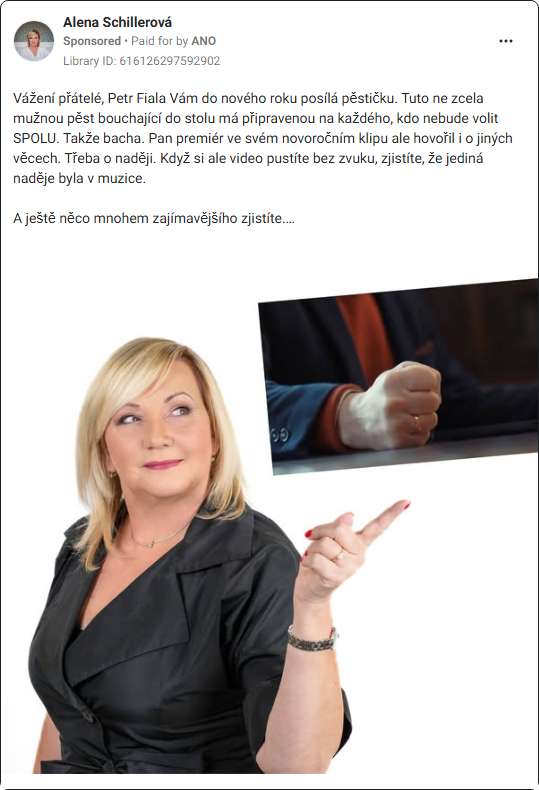 Alena Schillerová
Sponsored • Paid for by ANO
Library ID: 616126297592902
Vážení přátelé, Petr Fiala Vám do nového roku posílá pěstičku. Tuto ne zcela
mužnou pěst bouchající do stolu má připravenou na každého, kdo nebude volit
SPOLU. Takže bacha. Pan premiér ve svém novoročním klipu ale hovořil i o jiných
věcech. Třeba o naději. Když si ale video pustíte bez zvuku, zjistíte, že jediná
naděje byla v muzice.
A ještě něco mnohem zajímavějšího zjistíte....